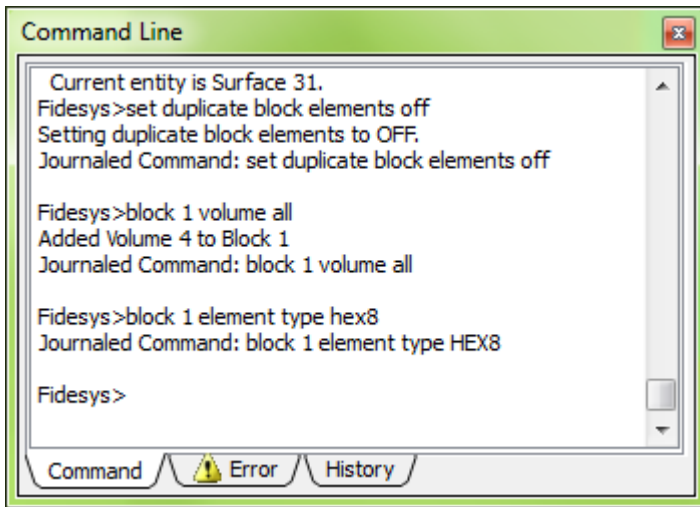 Command Line
Current entity is Surface 31.
Fidesys>set duplicate block elements off
Setting duplicate block elements to OFF.
Journaled Command: set duplicate block elements off
Fidesys>block 1 volume all
Added Volume 4 to Block 1
Journaled Command: block 1 volume all
Fidesys>block 1 element type hex8
Journaled Command: block 1 element type HEX8
Fidesys>
Command Error History